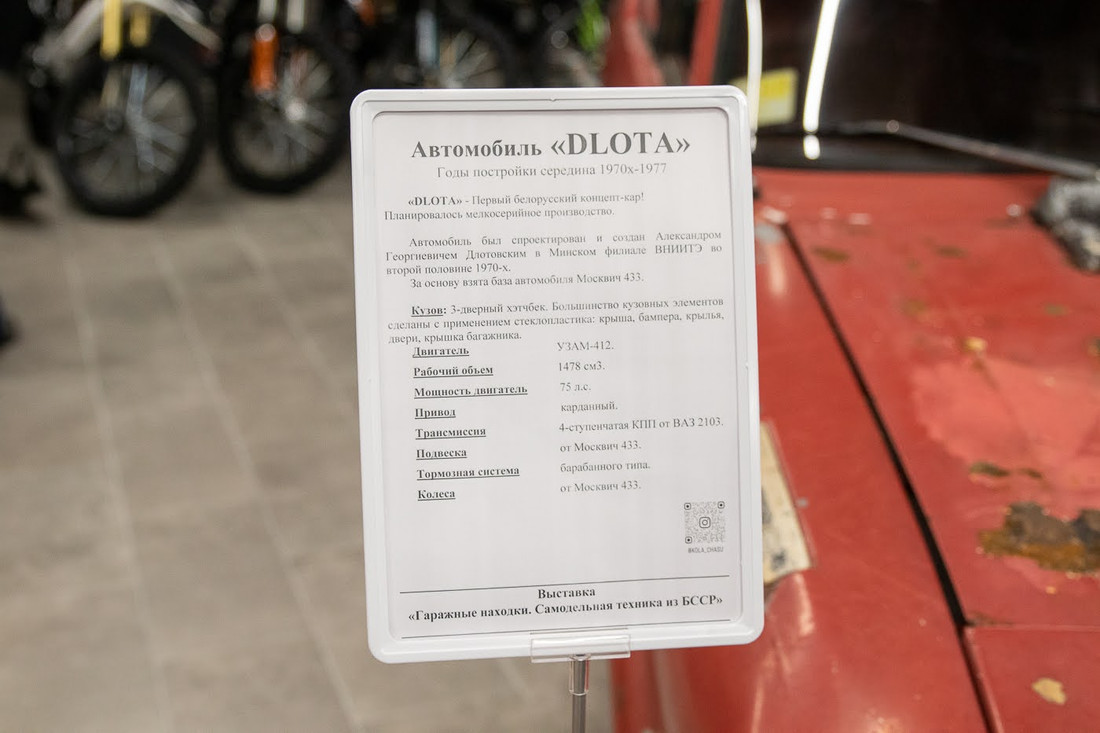 Автомобиль «DLOTA»
Годы постройки середина 1970х-1977
«DLOTA» - Первый белорусский концепт-кар!
Планировалось мелкосерийное производство.
Автомобиль был спроектирован и создан Александром
Георгиевичем Длотовским в Минском филиале ВНИИТЭ во
второй половине 1970-х.
За основу взята база автомобиля Москвич 433.
Кузов: 3-дверный хэтчбек. Большинство кузовных элементов
сделаны с применением стеклопластика: крыша, бампера, крылья,
двери, крышка багажника.
Двигатель УЗАМ-412.
Рабочий объем 1478 см3.
Мощность двигатель 75 л.с.
Привод карданный.
Трансмиссия 4-ступенчатая КПП от ВАЗ 2103.
Подвеска от Москвич 433.
Тормозная система барабанного типа.
Колеса от Москвич 433.
@KOLA_CHASU
Выставка
«Гаражные находки. Самодельная техника из БССР»